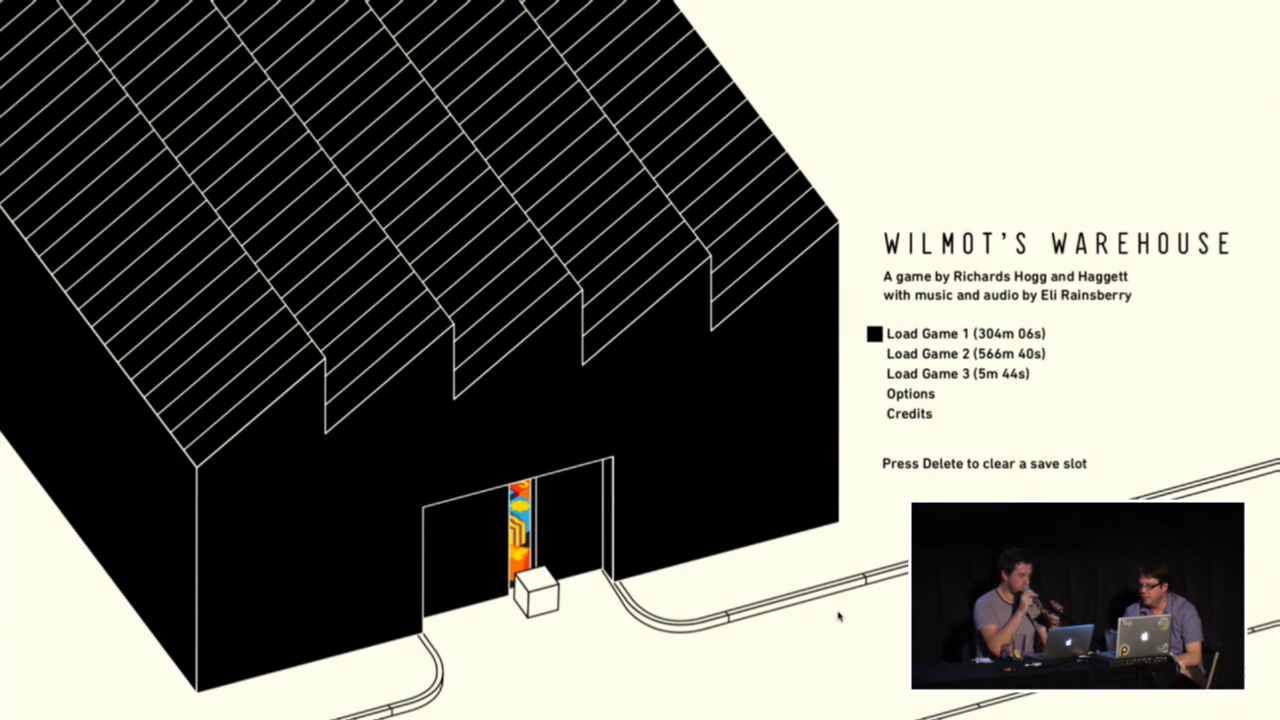 WILMOT'S WAREHOUSE
A game by Richards Hogg and Haggett
with music and audio by Eli Rainsberry
Load Game 1 (304m 06s)
Load Game 2 (566m 40s)
Load Game 3 (5m 44s)
Options
Credits
Press Delete to clear a save slot